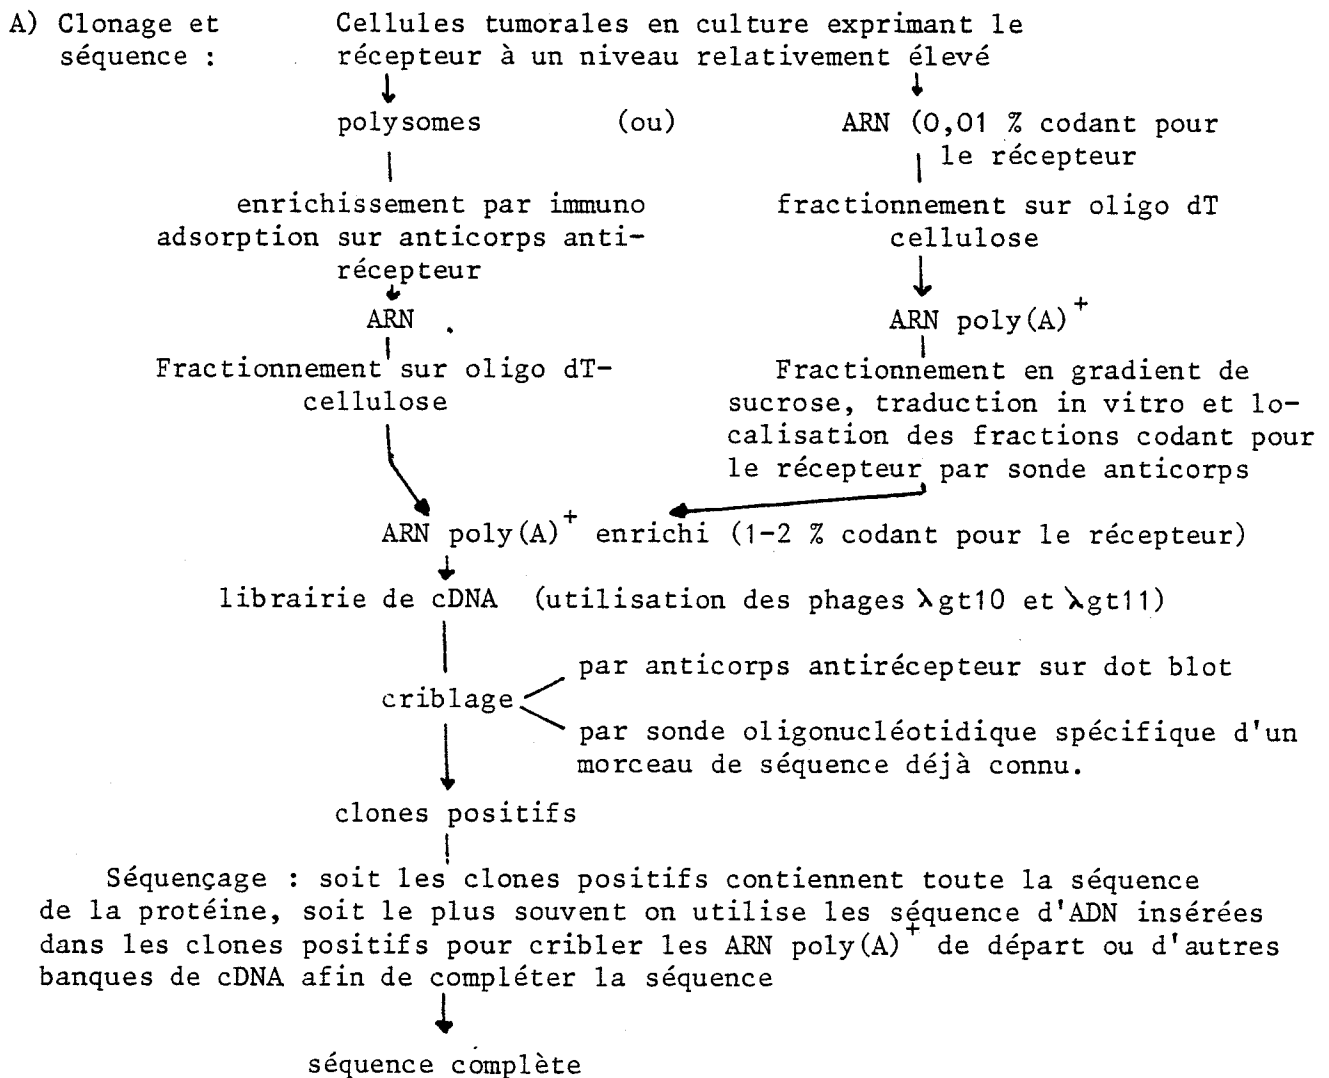 A) Clonage et séquence :
Cellules tumorales en culture exprimant le
récepteur à un niveau relativement élevé
polysomes (ou) ARN (0,01 % codant pour
le récepteur
enrichissement par immuno
adsorption sur anticorps anti-
récepteur
fractionnement sur oligo dT
cellulose
ARN
ARN poly(A)+
Fractionnement sur oligo dT-
cellulose
Fractionnement en gradient de
sucrose, traduction in vitro et lo-
calisation des fractions codant pour
le récepteur par sonde anticorps
ARN poly(A)+ enrichi (1-2 % codant pour le récepteur)
librairie de cDNA (utilisation des phages λgt10 et λgt11)
criblage
par anticorps antirécepteur sur dot blot
par sonde oligonucléotidique spécifique d'un
morceau de séquence déjà connu.
clones positifs
Séquençage : soit les clones positifs contiennent toute la séquence
de la protéine, soit le plus souvent on utilise les séquence d'ADN insérées
dans les clones positifs pour cribler les ARN poly(A)+ de départ ou d'autres
banques de cDNA afin de compléter la séquence
séquence complète